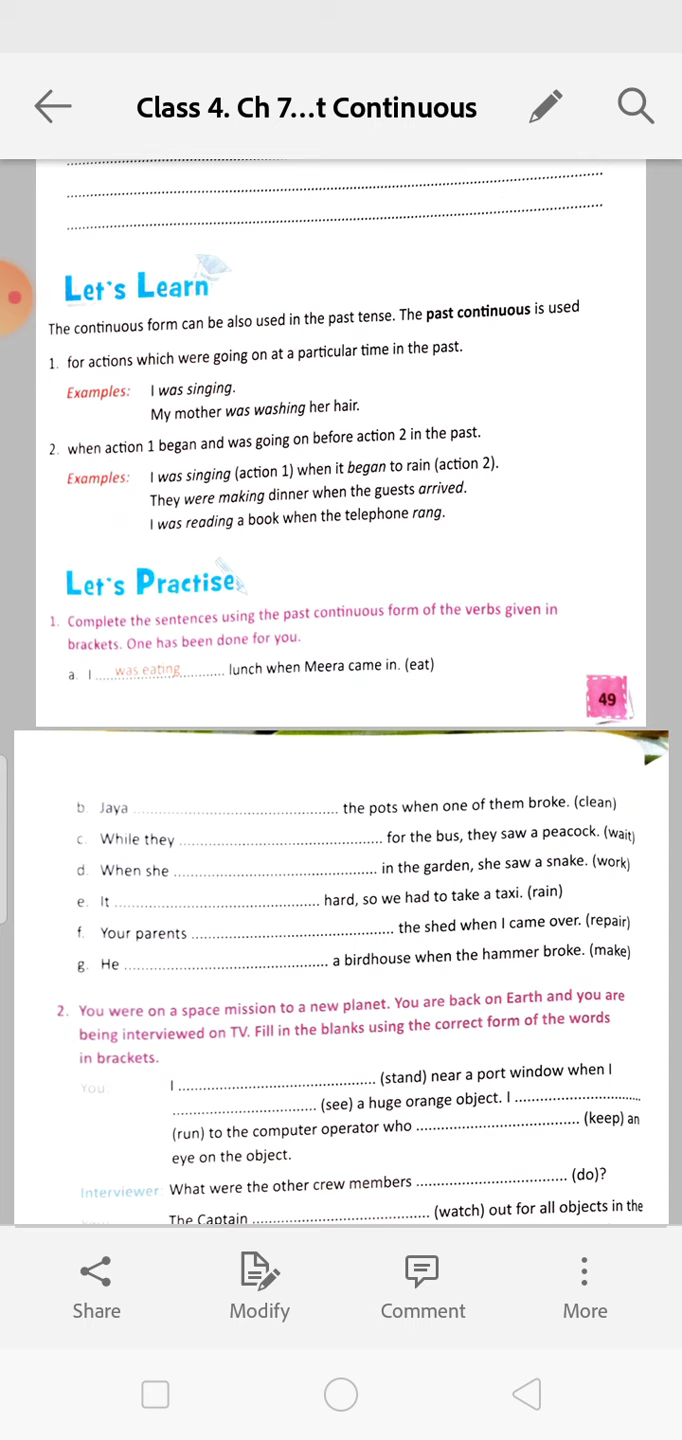 Class 4. Ch 7...t Continuous
Let's Learn
The continuous form can be also used in the past tense. The past continuous is used
1. for actions which were going on at a particular time in the past.
Examples: I was singing.
My mother was washing her hair.
2. when action 1 began and was going on before action 2 in the past.
Examples: I was singing (action 1) when it began to rain (action 2).
They were making dinner when the guests arrived.
I was reading a book when the telephone rang.
Let's Practise
1. Complete the sentences using the past continuous form of the verbs given in
brackets. One has been done for you.
a. I ....was eating........... lunch when Meera came in. (eat)
49
b. Jaya ............................ the pots when one of them broke. (clean)
c. While they ............................ for the bus, they saw a peacock. (wait)
d. When she ............................ in the garden, she saw a snake. (work)
e. It ............................ hard, so we had to take a taxi. (rain)
f. Your parents ............................ the shed when I came over. (repair)
g. He ............................ a birdhouse when the hammer broke. (make)
2. You were on a space mission to a new planet. You are back on Earth and you are
being interviewed on TV. Fill in the blanks using the correct form of the words
in brackets.
You: I ............................ (stand) near a port window when I
............................ (see) a huge orange object. I ............................
(run) to the computer operator who ............................ (keep) an
eye on the object.
Interviewer: What were the other crew members ............................ (do)?
The Captain ............................ (watch) out for all objects in the
Share Modify Comment More